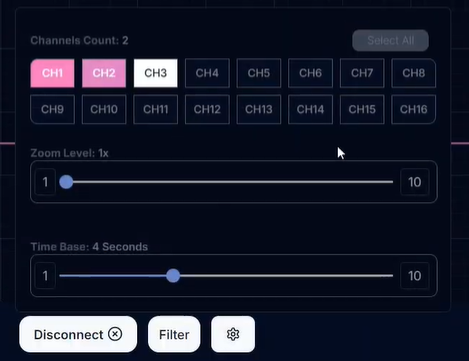 Channels Count: 2 Select All
CH1 CH2 CH3 CH4 CH5 CH6 CH7 CH8
CH9 CH10 CH11 CH12 CH13 CH14 CH15 CH16
Zoom Level: 1x
1 10
Time Base: 4 Seconds
1 10
Disconnect Filter